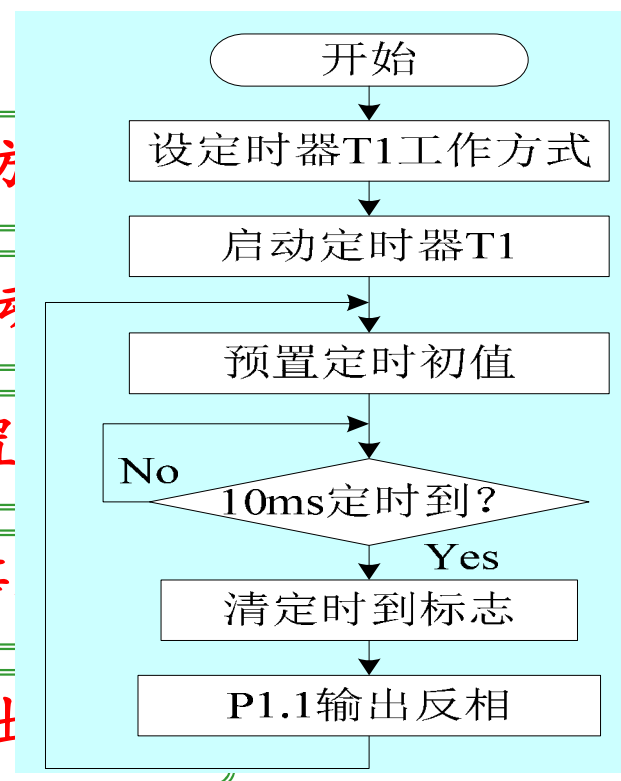 开始
设定时器T1工作方式
启动定时器T1
预置定时初值
No
10ms定时到?
Yes
清定时到标志
P1.1输出反相